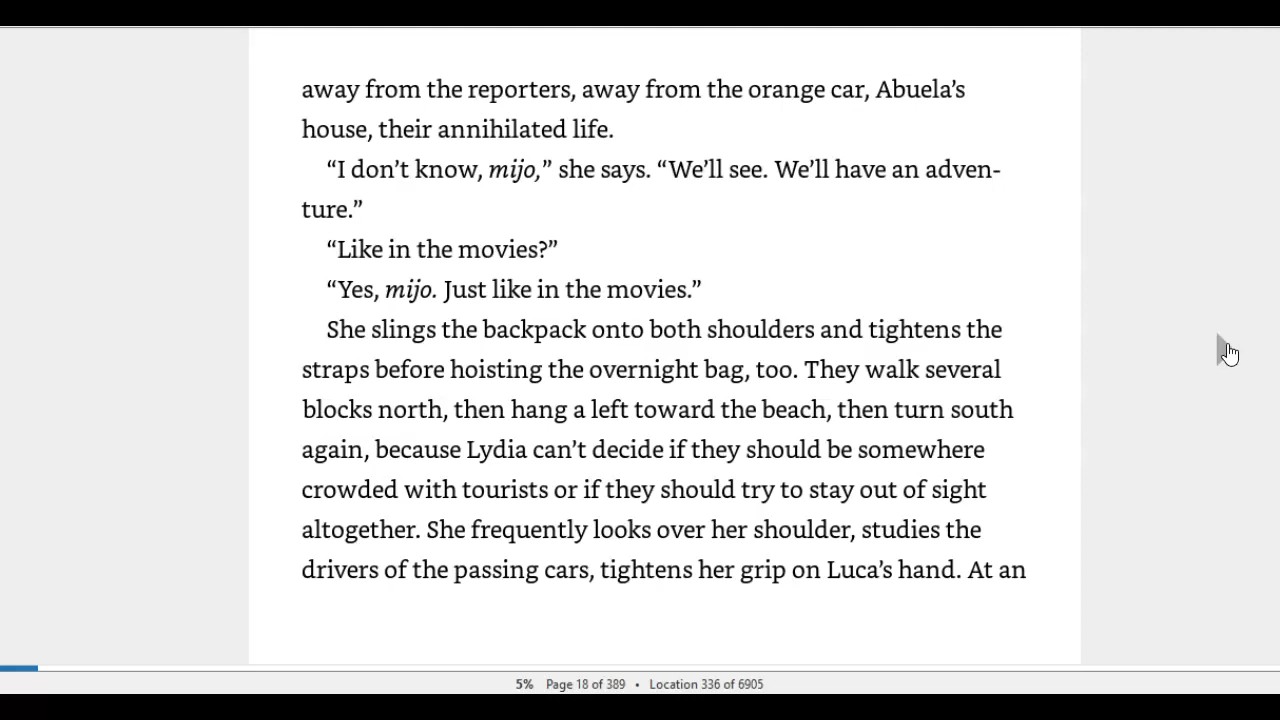 away from the reporters, away from the orange car, Abuela’s
house, their annihilated life.
“I don’t know, mijo,” she says. “We’ll see. We’ll have an adven-
ture.”
“Like in the movies?”
“Yes, mijo. Just like in the movies.”
She slings the backpack onto both shoulders and tightens the
straps before hoisting the overnight bag, too. They walk several
blocks north, then hang a left toward the beach, then turn south
again, because Lydia can’t decide if they should be somewhere
crowded with tourists or if they should try to stay out of sight
altogether. She frequently looks over her shoulder, studies the
drivers of the passing cars, tightens her grip on Luca’s hand. At an
5% Page 18 of 389 • Location 336 of 6905